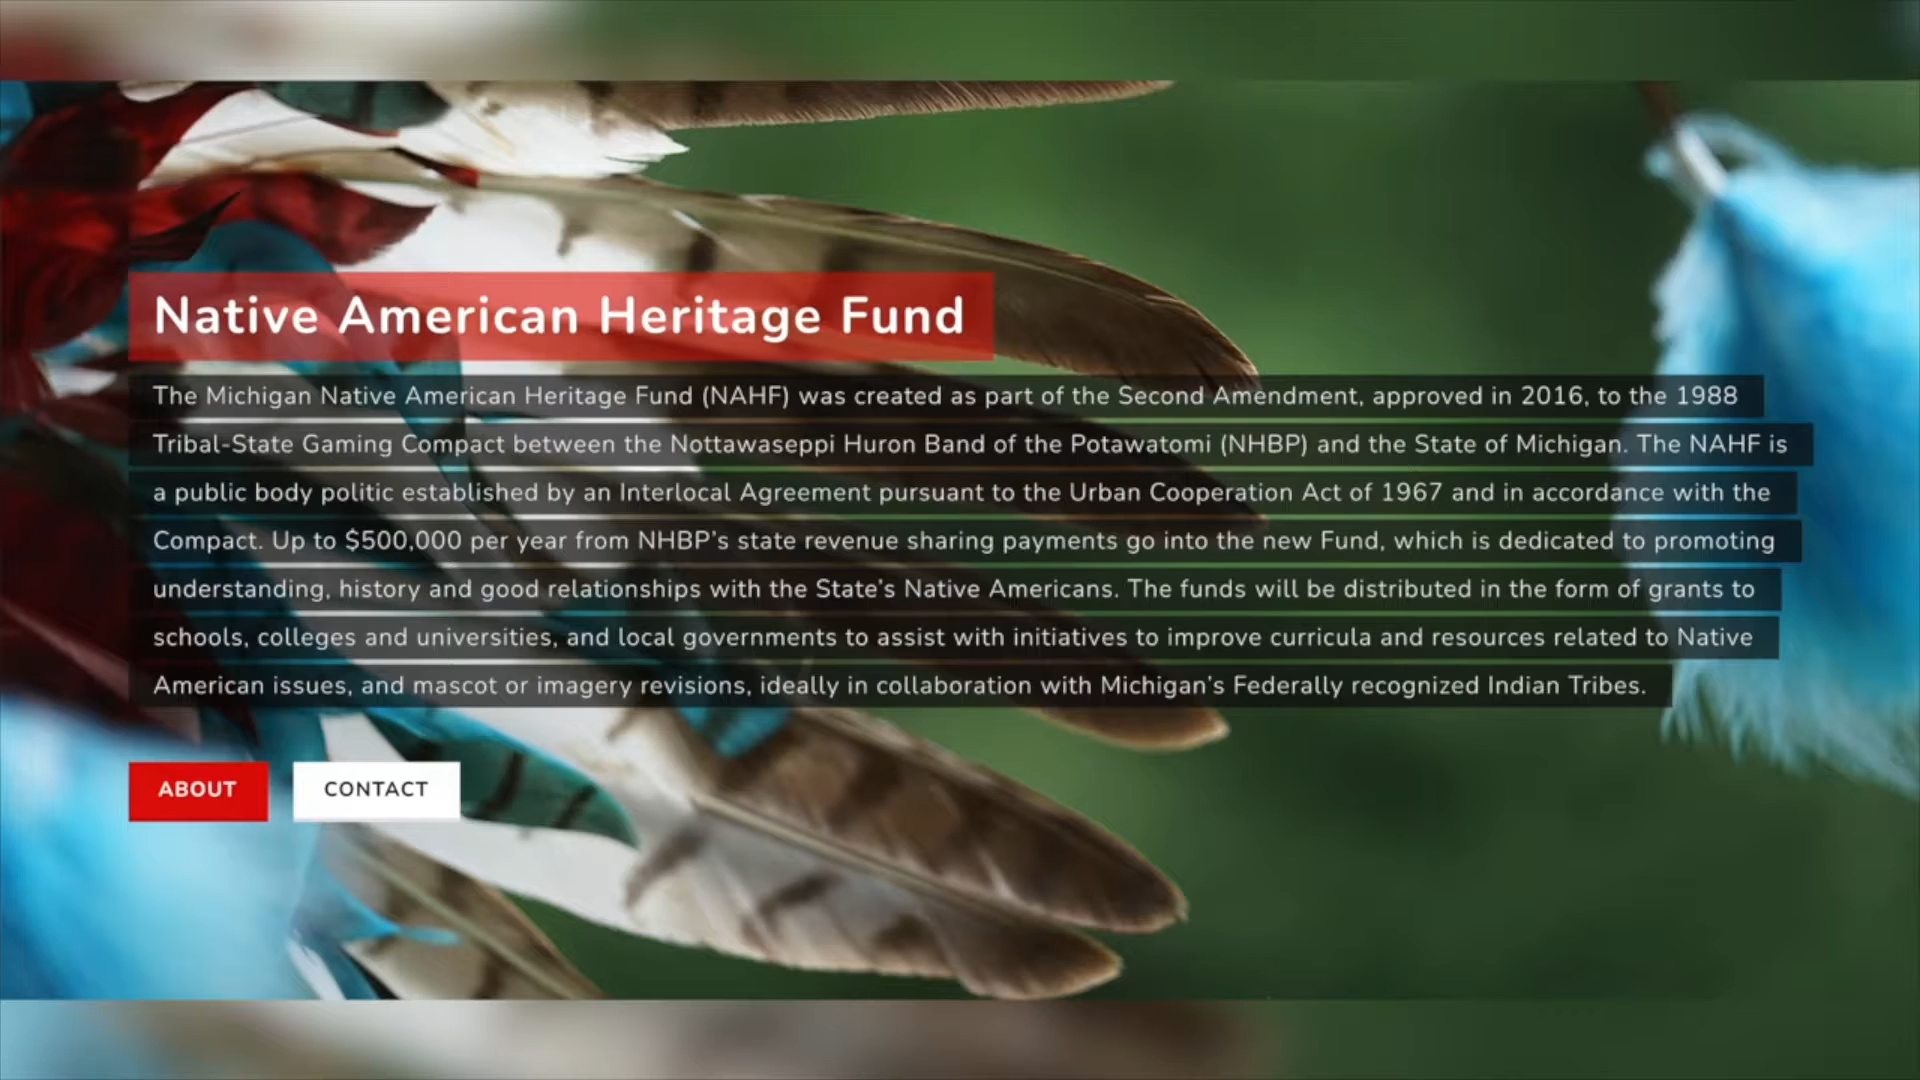 Native American Heritage Fund
The Michigan Native American Heritage Fund (NAHF) was created as part of the Second Amendment, approved in 2016, to the 1988
Tribal-State Gaming Compact between the Nottawaseppi Huron Band of the Potawatomi (NHBP) and the State of Michigan. The NAHF is
a public body politic established by an Interlocal Agreement pursuant to the Urban Cooperation Act of 1967 and in accordance with the
Compact. Up to $500,000 per year from NHBP’s state revenue sharing payments go into the new Fund, which is dedicated to promoting
understanding, history and good relationships with the State’s Native Americans. The funds will be distributed in the form of grants to
schools, colleges and universities, and local governments to assist with initiatives to improve curricula and resources related to Native
American issues, and mascot or imagery revisions, ideally in collaboration with Michigan’s Federally recognized Indian Tribes.
ABOUT
CONTACT